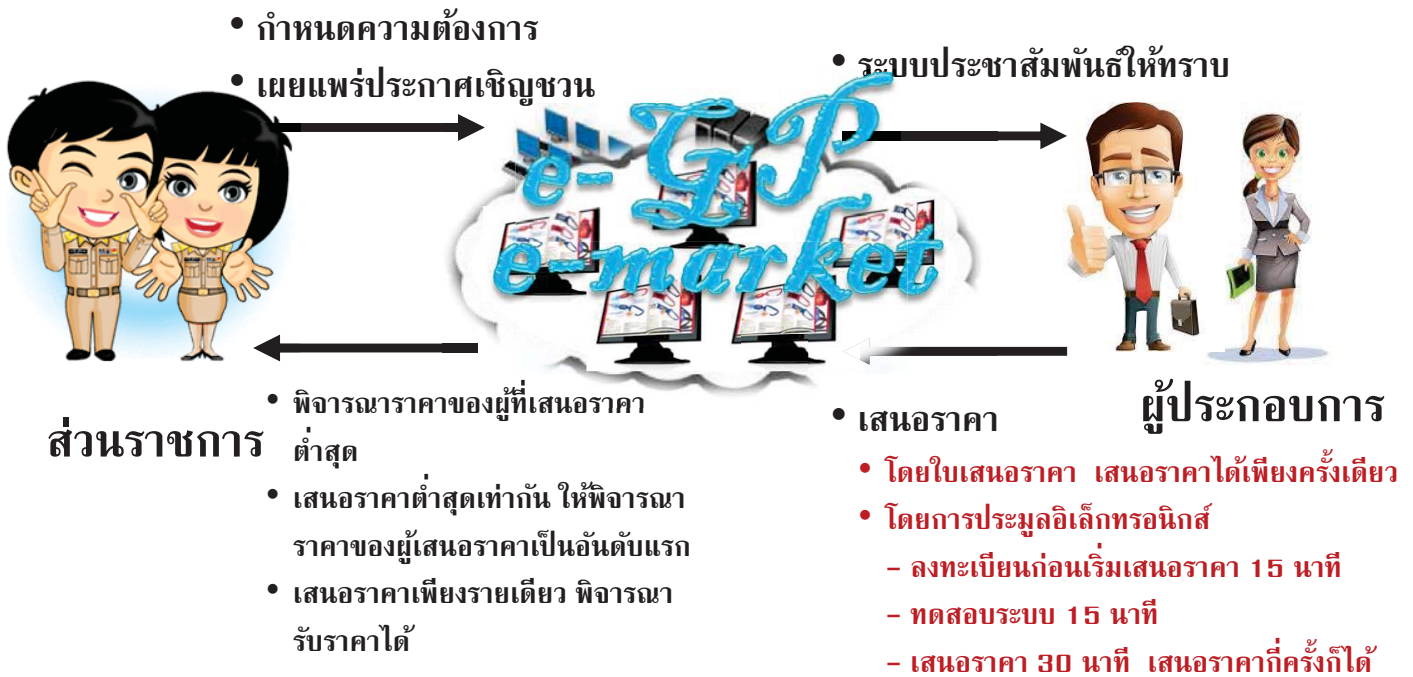 • กำหนดความต้องการ
• เผยแพร่ประกาศเชิญชวน
• ระบบประชาสัมพันธ์ให้ทราบ
e-GP
e-market
ส่วนราชการ
• พิจารณาราคาของผู้ที่เสนอราคา
ต่ำสุด
• เสนอราคาต่ำสุดเท่ากัน ให้พิจารณา
ราคาของผู้เสนอราคาเป็นอันดับแรก
• เสนอราคาเพียงรายเดียว พิจารณา
รับราคาได้
ผู้ประกอบการ
• เสนอราคา
• โดยใบเสนอราคา เสนอราคาได้เพียงครั้งเดียว
• โดยการประมูลอิเล็กทรอนิกส์
- ลงทะเบียนก่อนเริ่มเสนอราคา 15 นาที
- ทดสอบระบบ 15 นาที
- เสนอราคา 30 นาที เสนอราคากี่ครั้งก็ได้